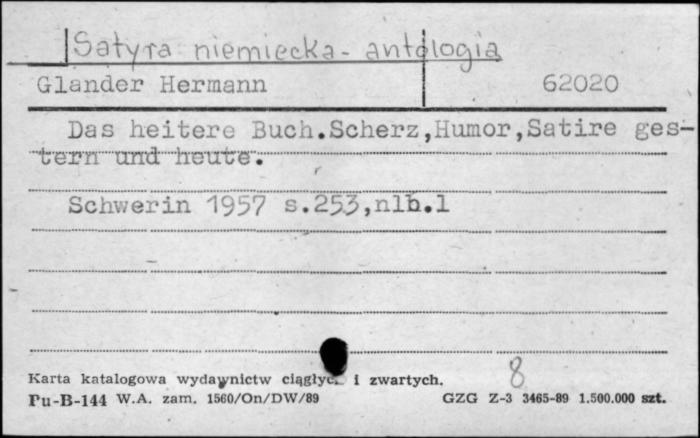 Satyra niemiecka - antologia
Glander Hermann 62020
Das heitere Buch.Scherz,Humor,Satire ges-
tern und heute.
Schwerin 1957 s.253,nlb.1
8
Karta katalogowa wydawnictw ciągłyc. i zwartych.
Pu-B-144 W.A. zam. 1560/On/DW/89 GZG Z-3 3465-89 1.500.000 szt.